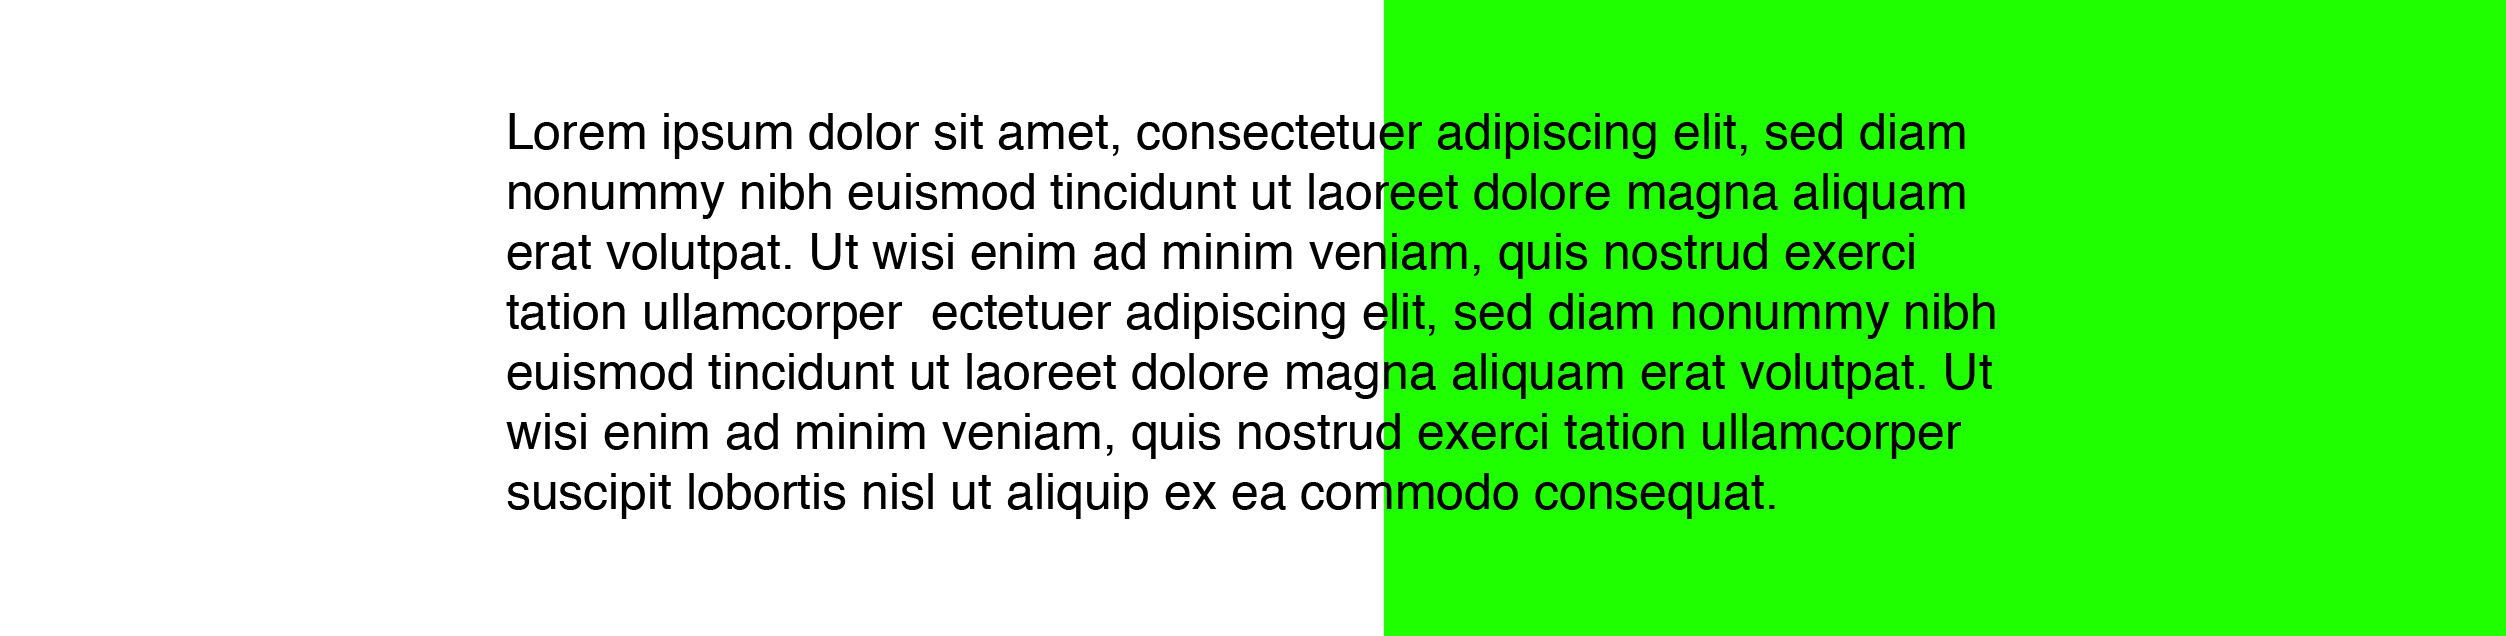 Lorem ipsum dolor sit amet, consectetuer adipiscing elit, sed diam
nonummy nibh euismod tincidunt ut laoreet dolore magna aliquam
erat volutpat. Ut wisi enim ad minim veniam, quis nostrud exerci
tation ullamcorper  ectetuer adipiscing elit, sed diam nonummy nibh
euismod tincidunt ut laoreet dolore magna aliquam erat volutpat. Ut
wisi enim ad minim veniam, quis nostrud exerci tation ullamcorper
suscipit lobortis nisl ut aliquip ex ea commodo consequat.